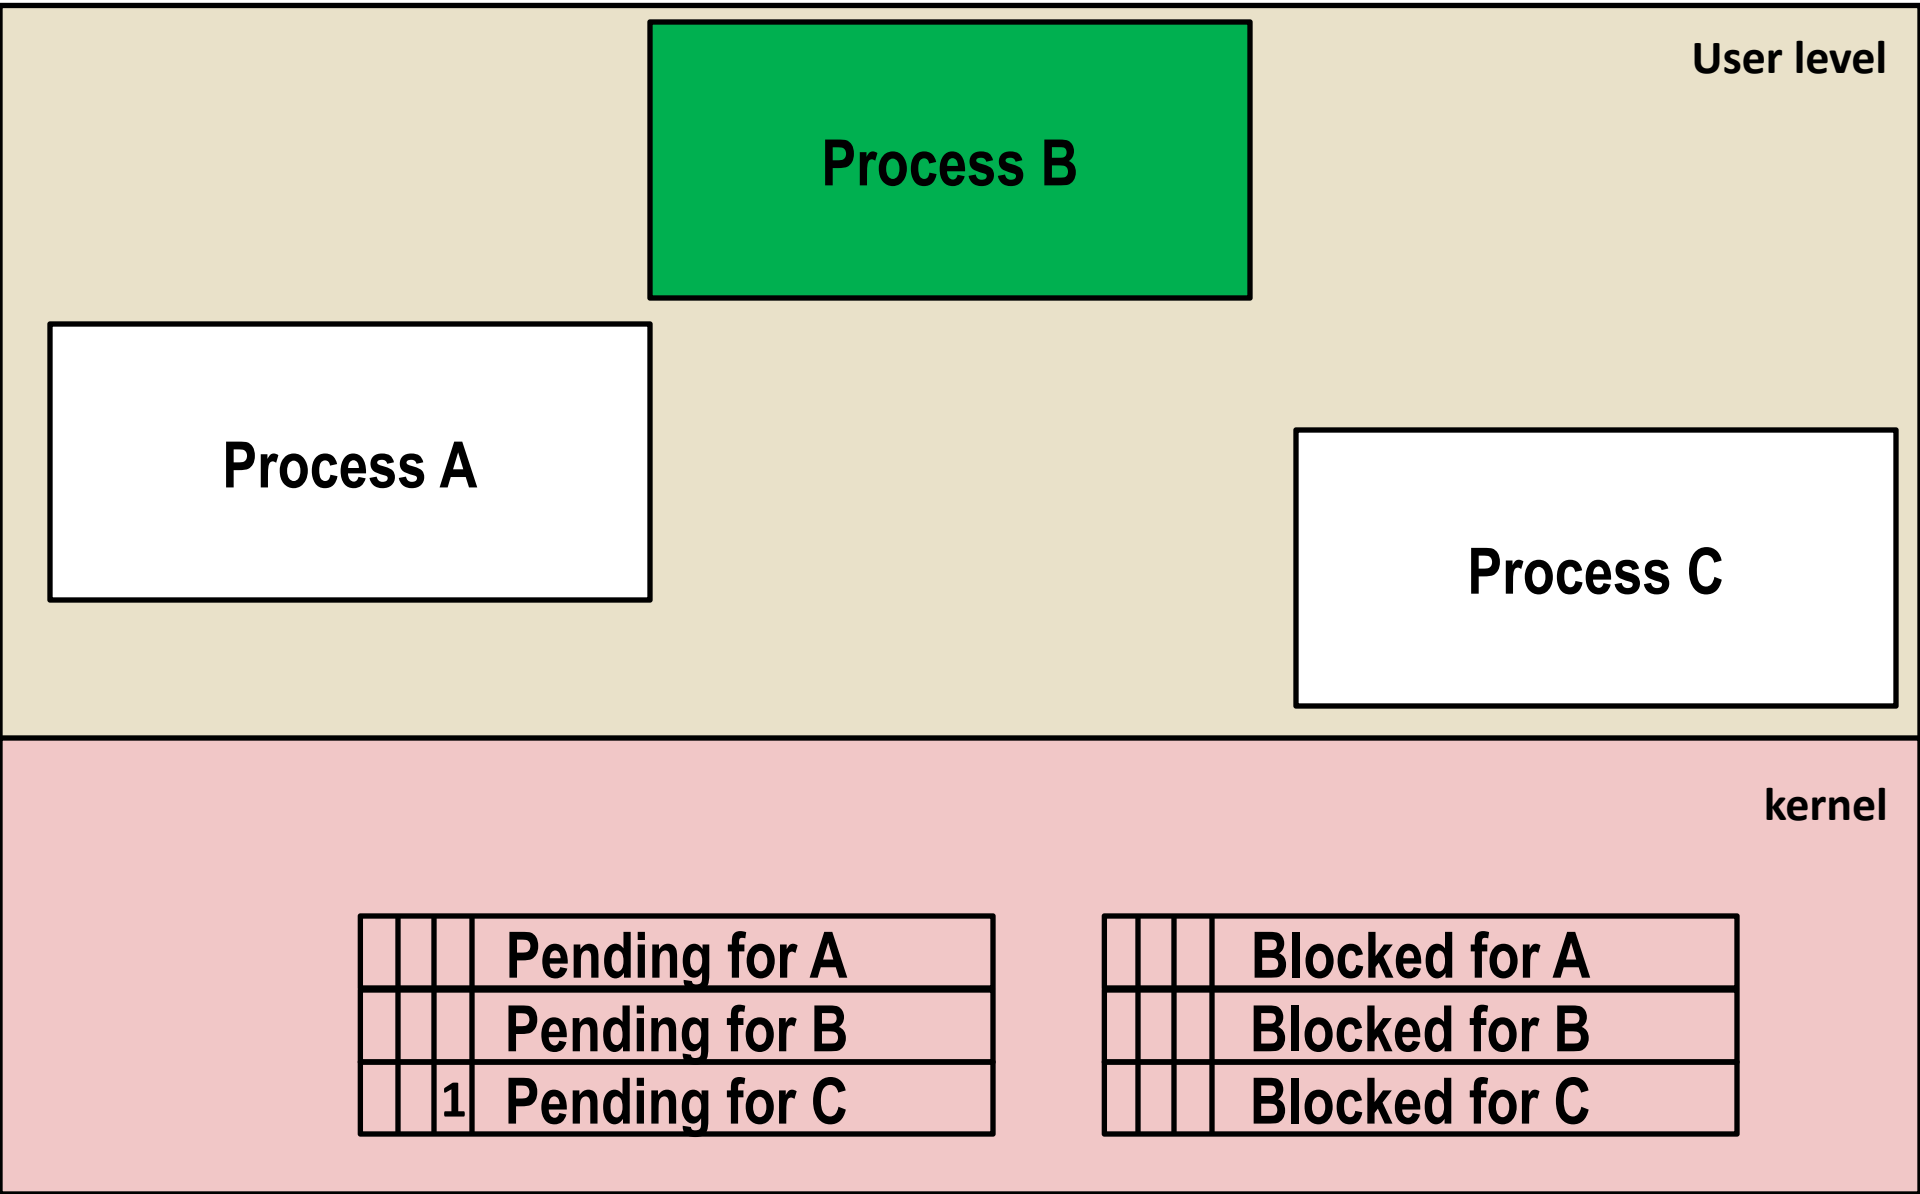 User level
Process B
Process A
Process C
kernel
Pending for A
Blocked for A
Pending for B
Blocked for B
1 Pending for C
Blocked for C